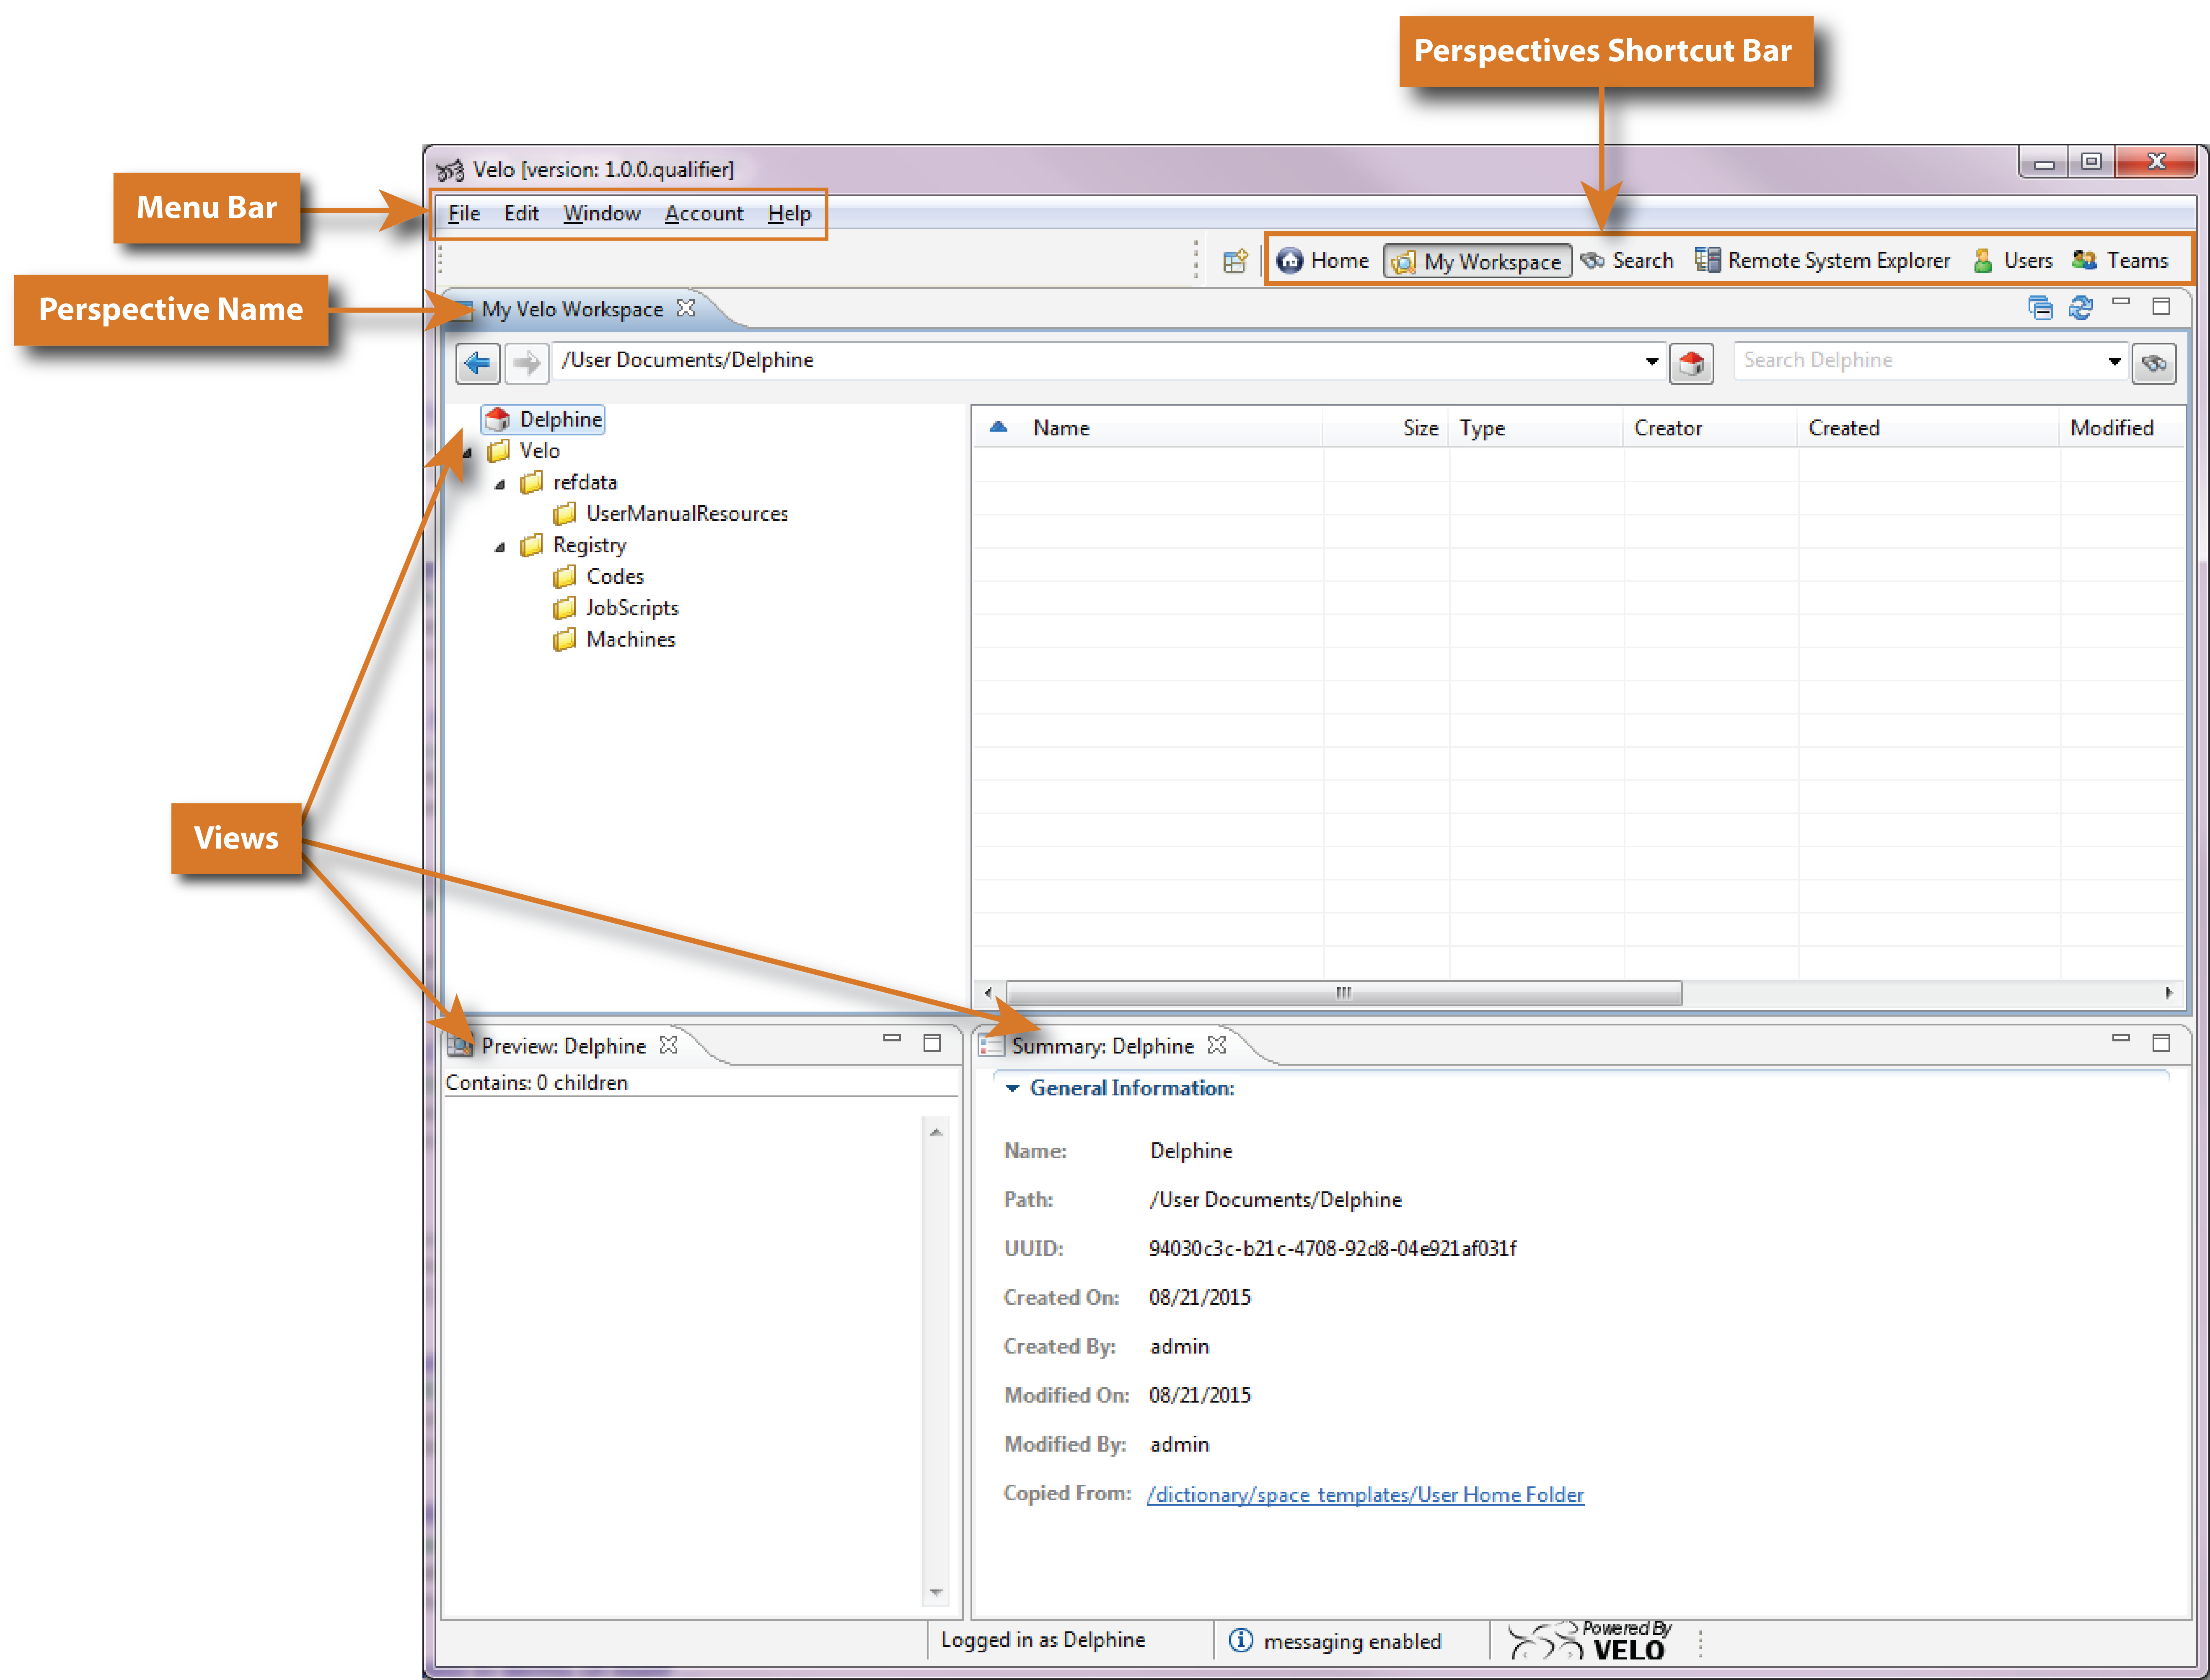 Perspectives Shortcut Bar
Velo [version: 1.0.0.qualifier]
Menu Bar
File Edit Window Account Help
Home My Workspace Search Remote System Explorer Users Teams
Perspective Name
My Velo Workspace
/User Documents/Delphine
Search Delphine
Delphine
Velo
refdata
UserManualResources
Registry
Codes
JobScripts
Machines
Name Size Type Creator Created Modified
Views
Preview: Delphine
Contains: 0 children
Summary: Delphine
General Information:
Name: Delphine
Path: /User Documents/Delphine
UUID: 94030c3c-b21c-4708-92d8-04e921af031f
Created On: 08/21/2015
Created By: admin
Modified On: 08/21/2015
Modified By: admin
Copied From: /dictionary/space_templates/User Home Folder
Logged in as Delphine
messaging enabled
Powered By
VELO